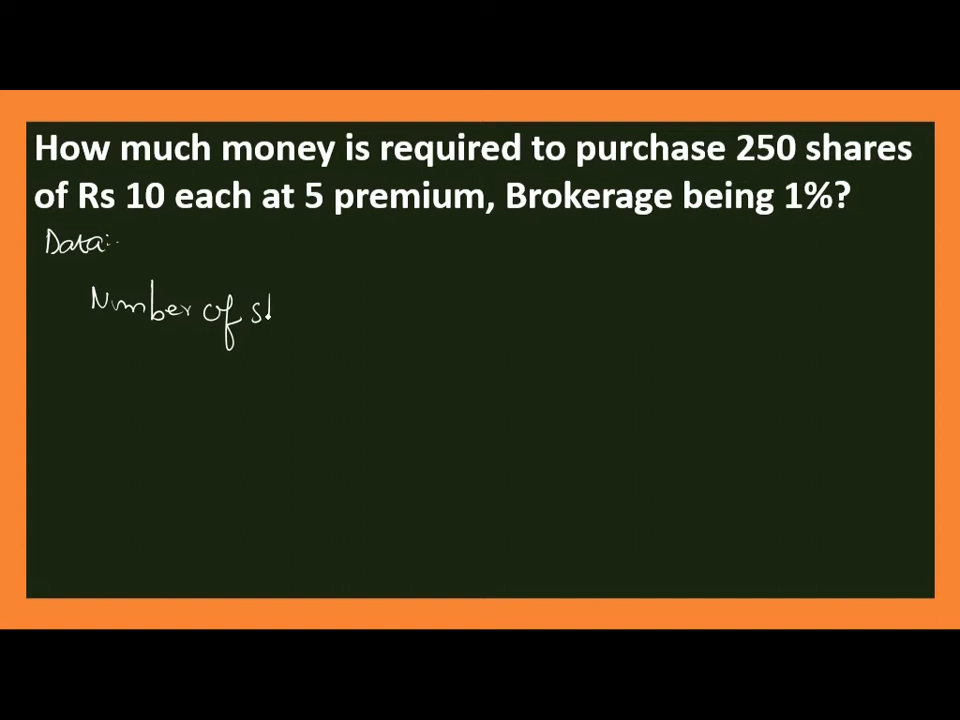 How much money is required to purchase 250 shares
of Rs 10 each at 5 premium, Brokerage being 1%?
Data:-
Number of sh